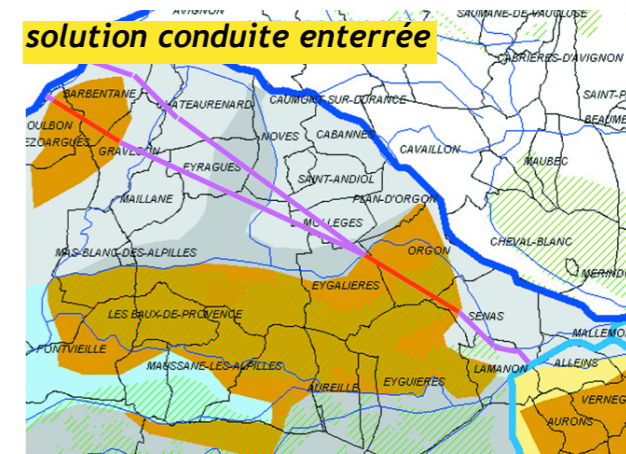 AVIGNON
SAUMANE-DE-VAUCLUSE
solution conduite enterrée
CABRIERES-D'AVIGNON
BARBENTANE
CHATEAURENARD
CAUMONT-SUR-DURANCE
SAINT-P
BEAUME
OULBON
EZOARGUES
GRAVESON
NOVES
CABANNES
CAVAILLON
MAUBEC
EYRAGUES
SAINT-ANDIOL
MAILLANE
PLAN-D'ORGON
MOLLEGES
MAS-BLANC-DES-ALPILLES
ORGON
CHEVAL-BLANC
MERIND
EYGALIERES
LES BAUX-DE-PROVENCE
SENAS
MALLEMO
FONTVIEILLE
MAUSSANE-LES-ALPILLES
LAMANON
ALLEINS
AUREILLE
EYGUIERES
VERNEG
AURONS